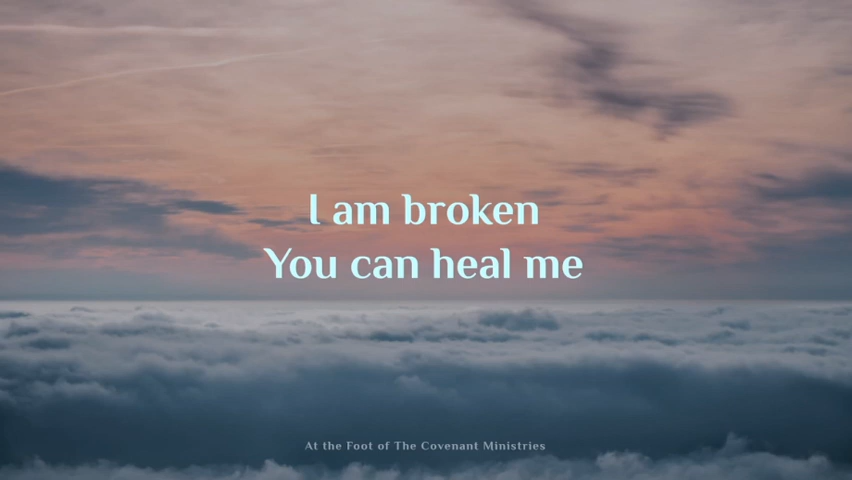 I am broken
You can heal me
At the Foot of The Covenant Ministries